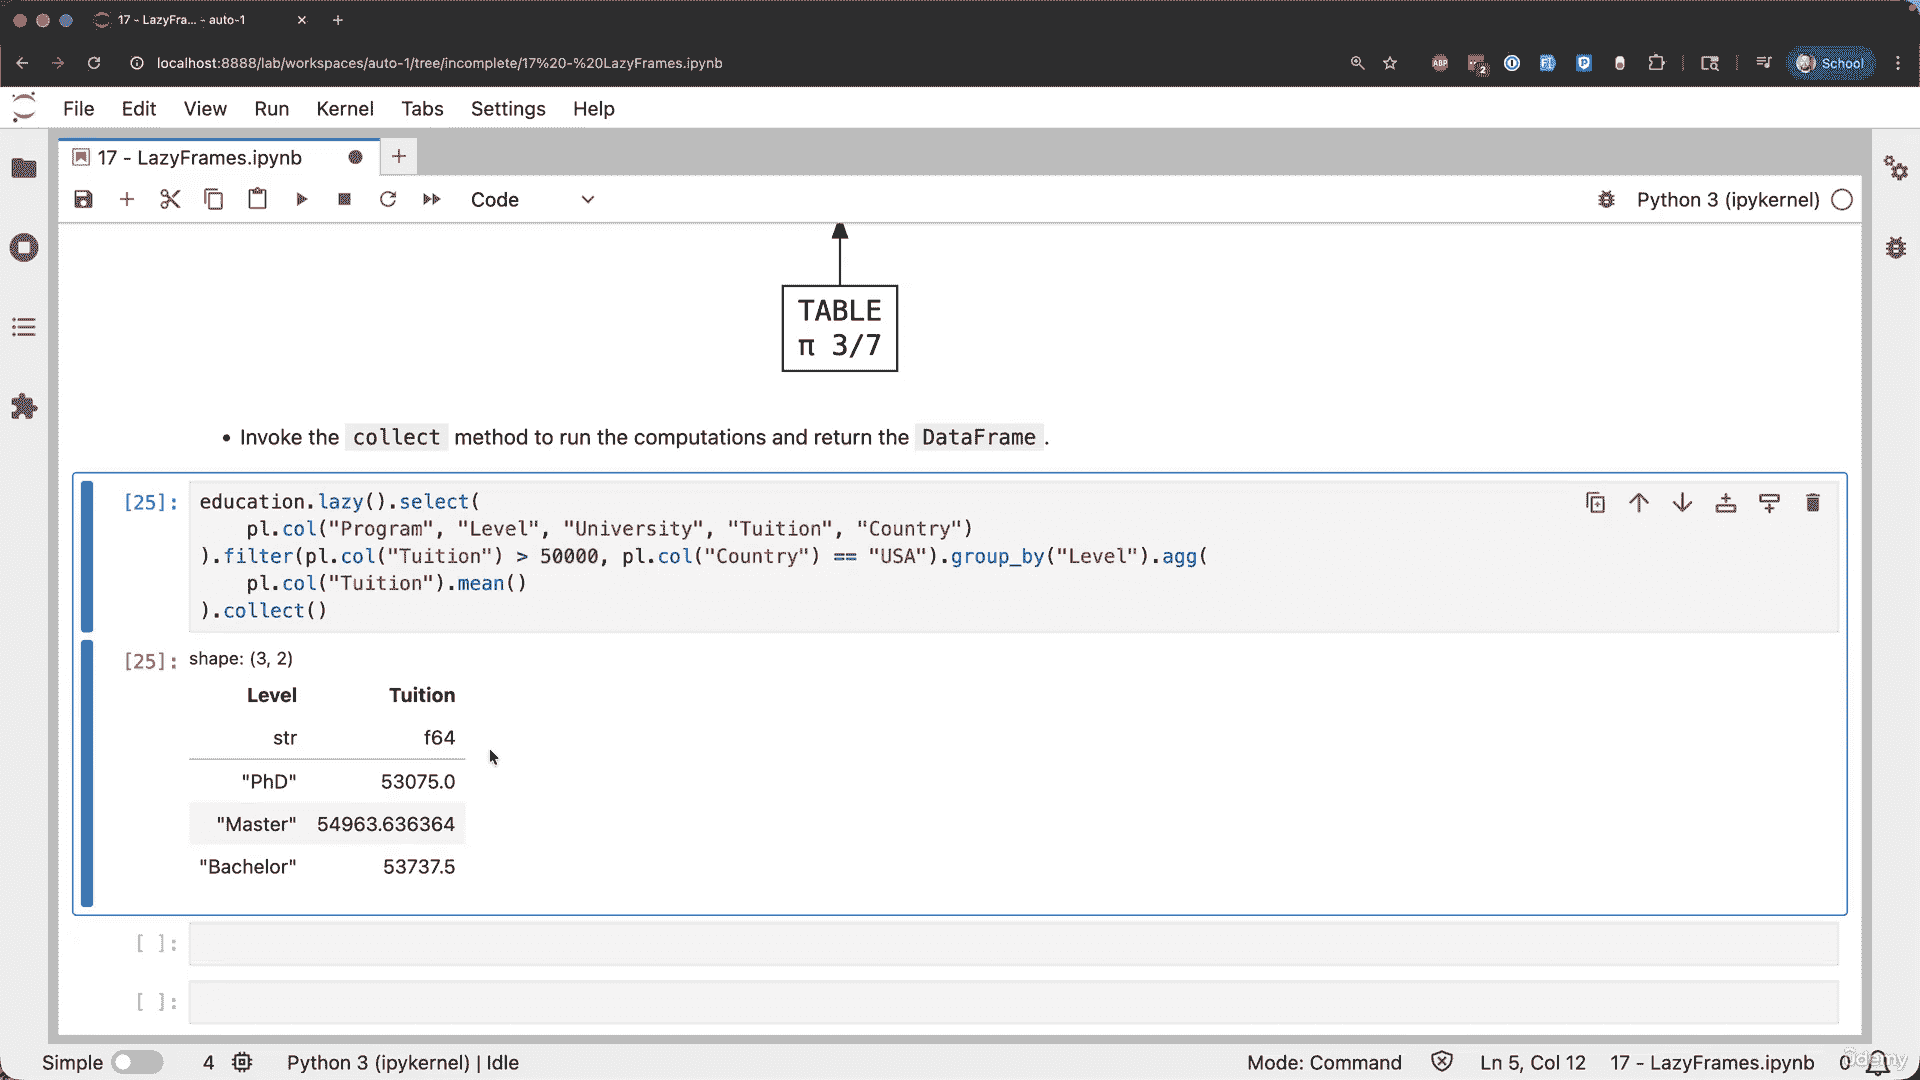 17 - LazyFra... - auto-1
localhost:8888/lab/workspaces/auto-1/tree/incomplete/17%20-%20LazyFrames.ipynb
ABP
2
School
File Edit View Run Kernel Tabs Settings Help
17 - LazyFrames.ipynb
Code
Python 3 (ipykernel)
TABLE
π 3/7
• Invoke the collect method to run the computations and return the DataFrame.
[25]: education.lazy().select(
    pl.col("Program", "Level", "University", "Tuition", "Country")
).filter(pl.col("Tuition") > 50000, pl.col("Country") == "USA").group_by("Level").agg(
    pl.col("Tuition").mean()
).collect()
[25]: shape: (3, 2)
Level Tuition
str f64
"PhD" 53075.0
"Master" 54963.636364
"Bachelor" 53737.5
[ ]:
[ ]:
Simple 4 Python 3 (ipykernel) | Idle Mode: Command Ln 5, Col 12 17 - LazyFrames.ipynb 0
udemy